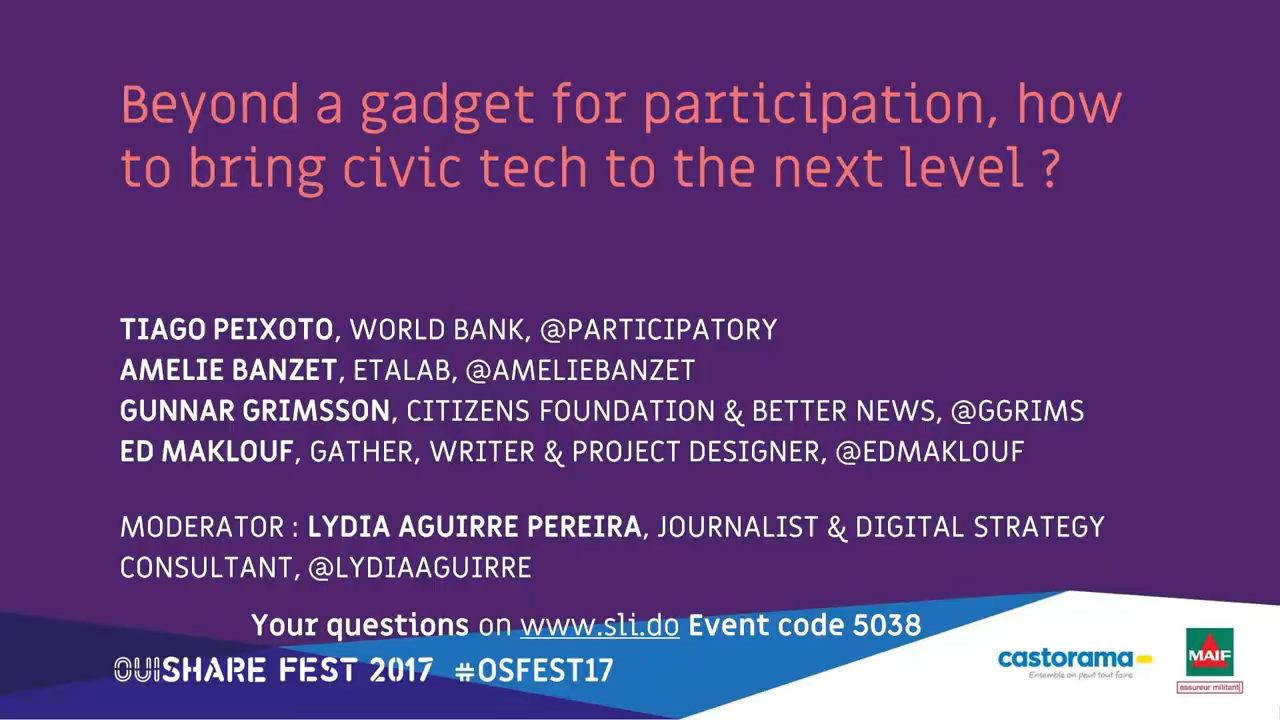 Beyond a gadget for participation, how
to bring civic tech to the next level ?
TIAGO PEIXOTO, WORLD BANK, @PARTICIPATORY
AMELIE BANZET, ETALAB, @AMELIEBANZET
GUNNAR GRIMSSON, CITIZENS FOUNDATION & BETTER NEWS, @GGRIMS
ED MAKLOUF, GATHER, WRITER & PROJECT DESIGNER, @EDMAKLOUF
MODERATOR : LYDIA AGUIRRE PEREIRA, JOURNALIST & DIGITAL STRATEGY
CONSULTANT, @LYDIAAGUIRRE
Your questions on www.sli.do Event code 5038
OUISHARE FEST 2017 #OSFEST17
castorama
Ensemble on peut tout faire
MAIF
assureur militant